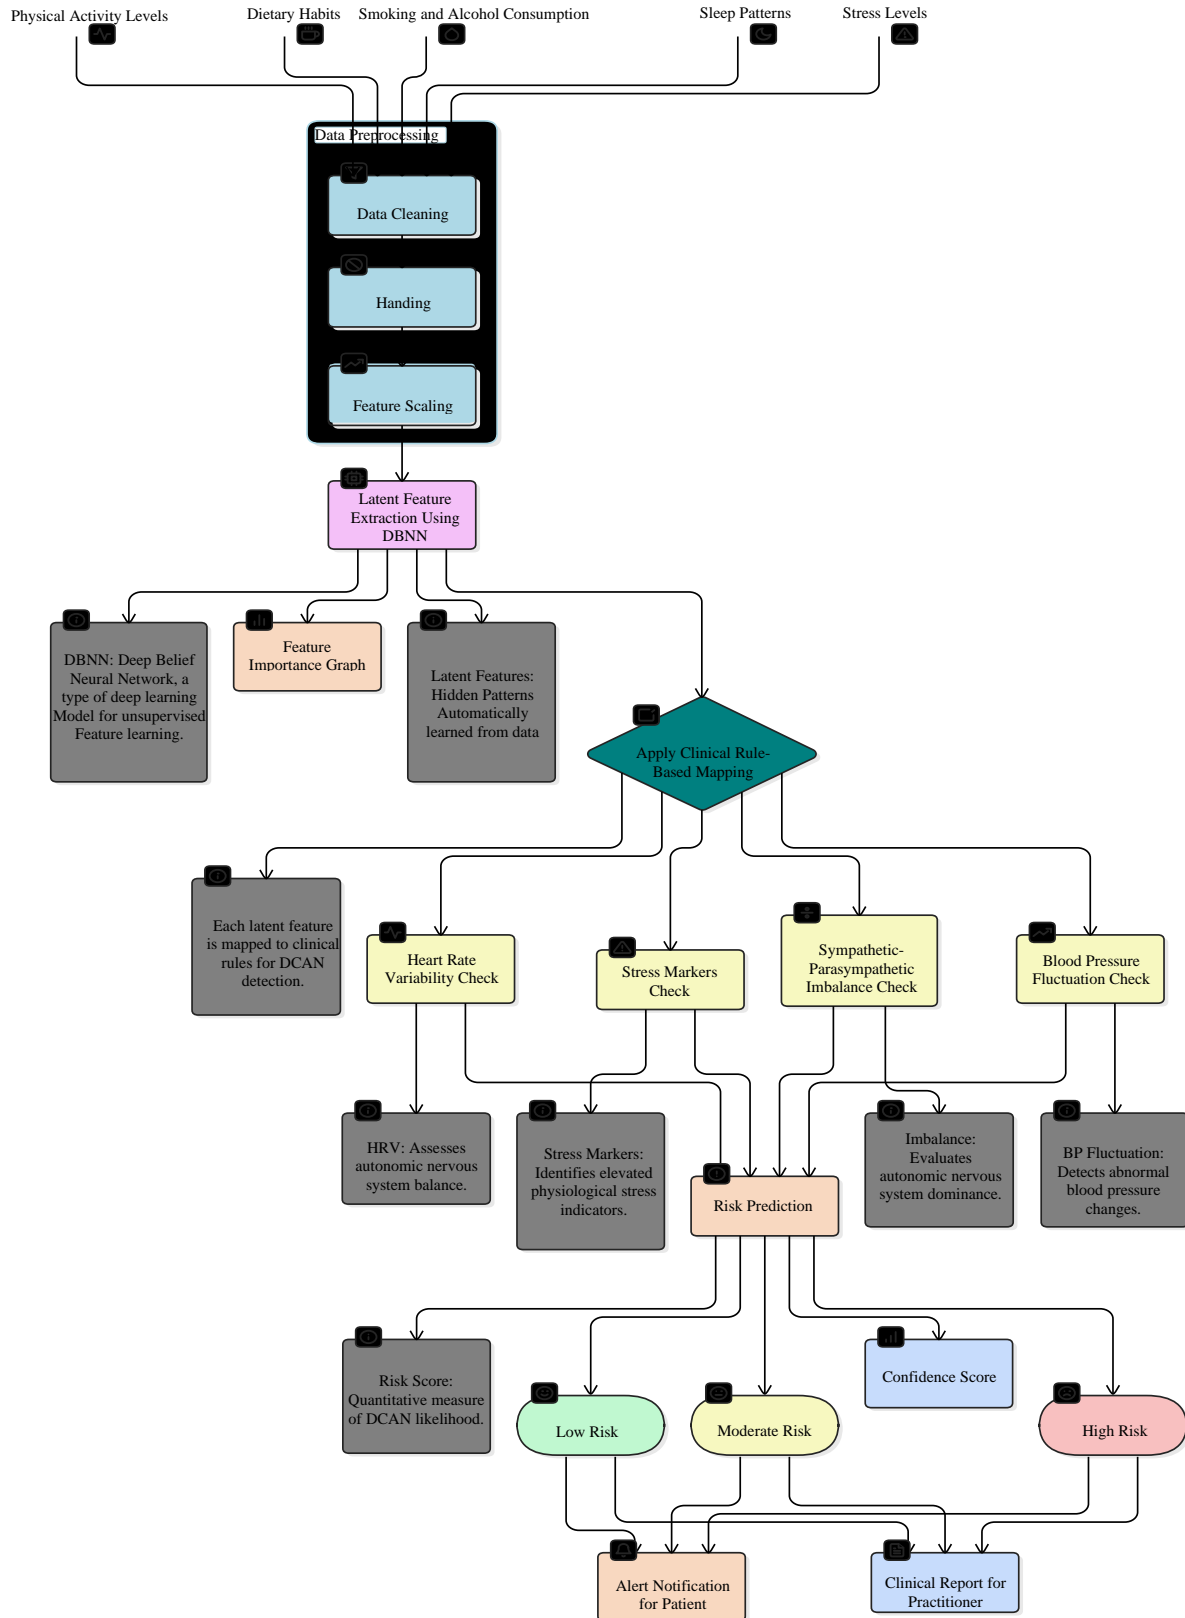 Physical Activity Levels
Dietary Habits
Smoking and Alcohol Consumption
Sleep Patterns
Stress Levels
Data Preprocessing
Data Cleaning
Handing
Feature Scaling
Latent Feature
Extraction Using
DBNN
DBNN: Deep Belief
Neural Network, a
type of deep learning
Model for unsupervised
Feature learning.
Feature
Importance Graph
Latent Features:
Hidden Patterns
Automatically
learned from data
Apply Clinical Rule-
Based Mapping
Each latent feature
is mapped to clinical
rules for DCAN
detection.
Heart Rate
Variability Check
Stress Markers
Check
Sympathetic-
Parasympathetic
Imbalance Check
Blood Pressure
Fluctuation Check
HRV: Assesses
autonomic nervous
system balance.
Stress Markers:
Identifies elevated
physiological stress
indicators.
Risk Prediction
Imbalance:
Evaluates
autonomic nervous
system dominance.
BP Fluctuation:
Detects abnormal
blood pressure
changes.
Risk Score:
Quantitative measure
of DCAN likelihood.
Confidence Score
Low Risk
Moderate Risk
High Risk
Alert Notification
for Patient
Clinical Report for
Practitioner